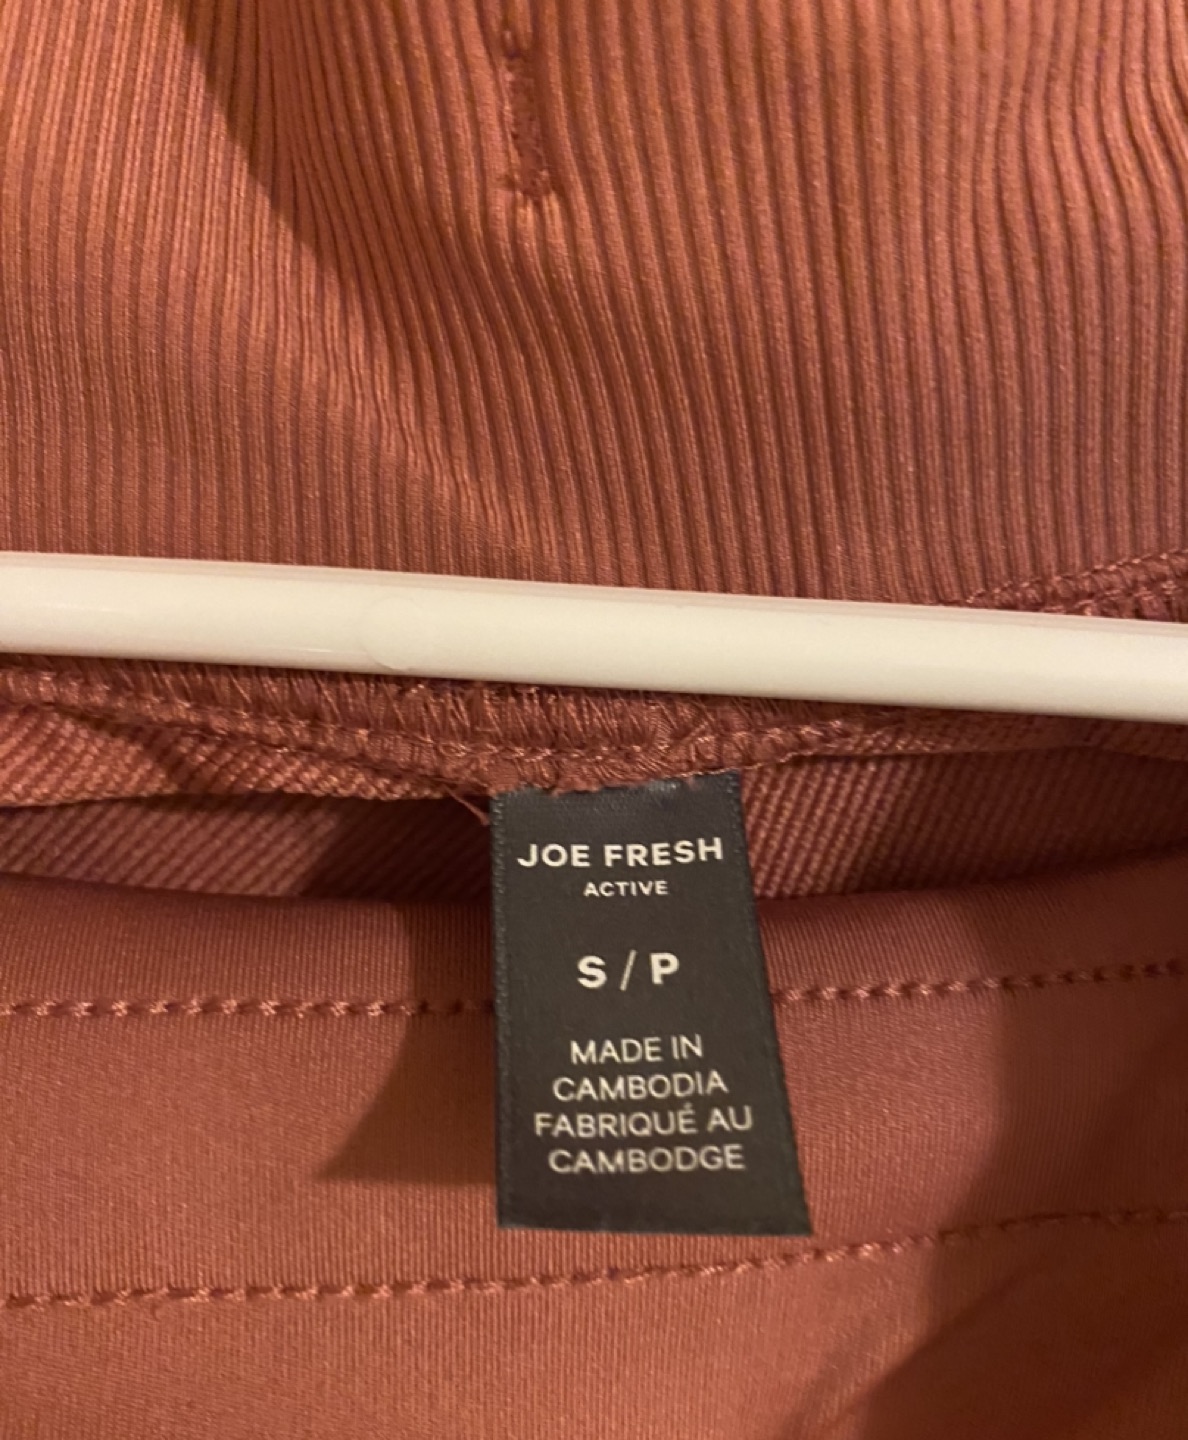 JOE FRESH
ACTIVE
S / P
MADE IN
CAMBODIA
FABRIQUÉ AU
CAMBODGE